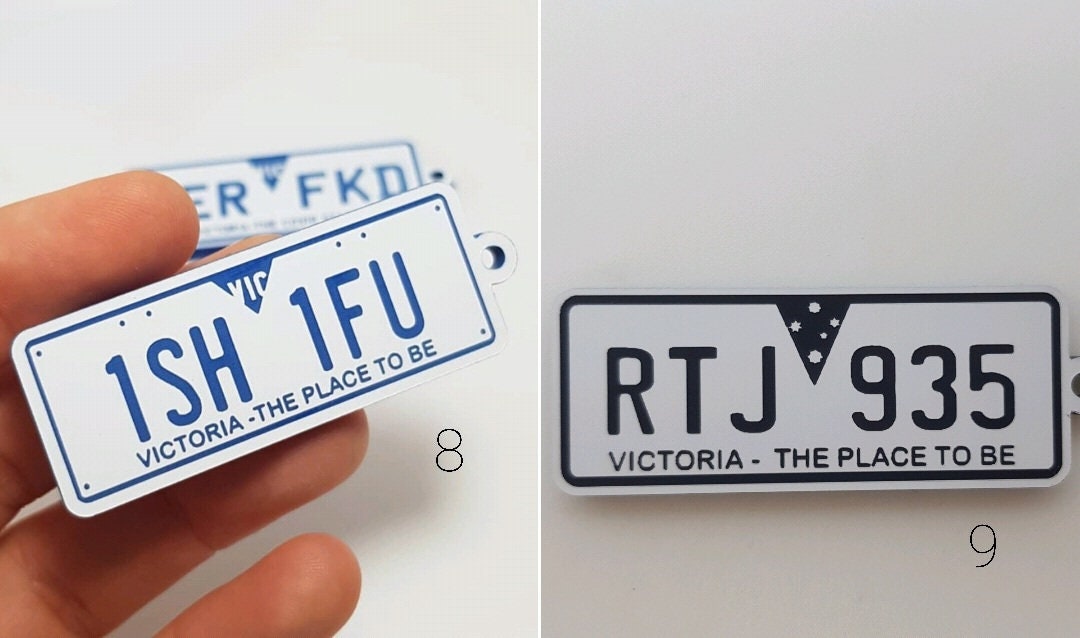 ER FKD
VIC
1SH 1FU
VICTORIA -THE PLACE TO BE
8
RTJ 935
VICTORIA - THE PLACE TO BE
9